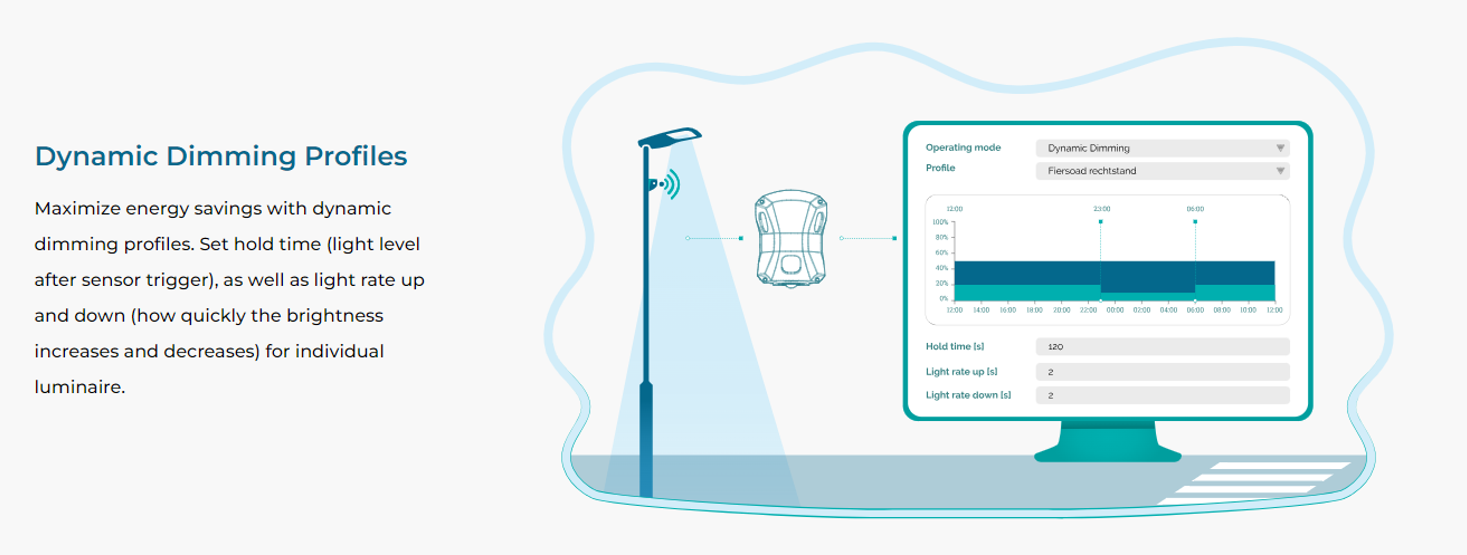 Dynamic Dimming Profiles
Maximize energy savings with dynamic
dimming profiles. Set hold time (light level
after sensor trigger), as well as light rate up
and down (how quickly the brightness
increases and decreases) for individual
luminaire.
Operating mode Dynamic Dimming
Profile Fiersoad rechtstand
12:00 23:00 06:00
100%
80%
60%
40%
20%
0%
12:00 14:00 16:00 18:00 20:00 22:00 00:00 02:00 04:00 06:00 08:00 10:00 12:00
Hold time [s] 120
Light rate up [s] 2
Light rate down [s] 2